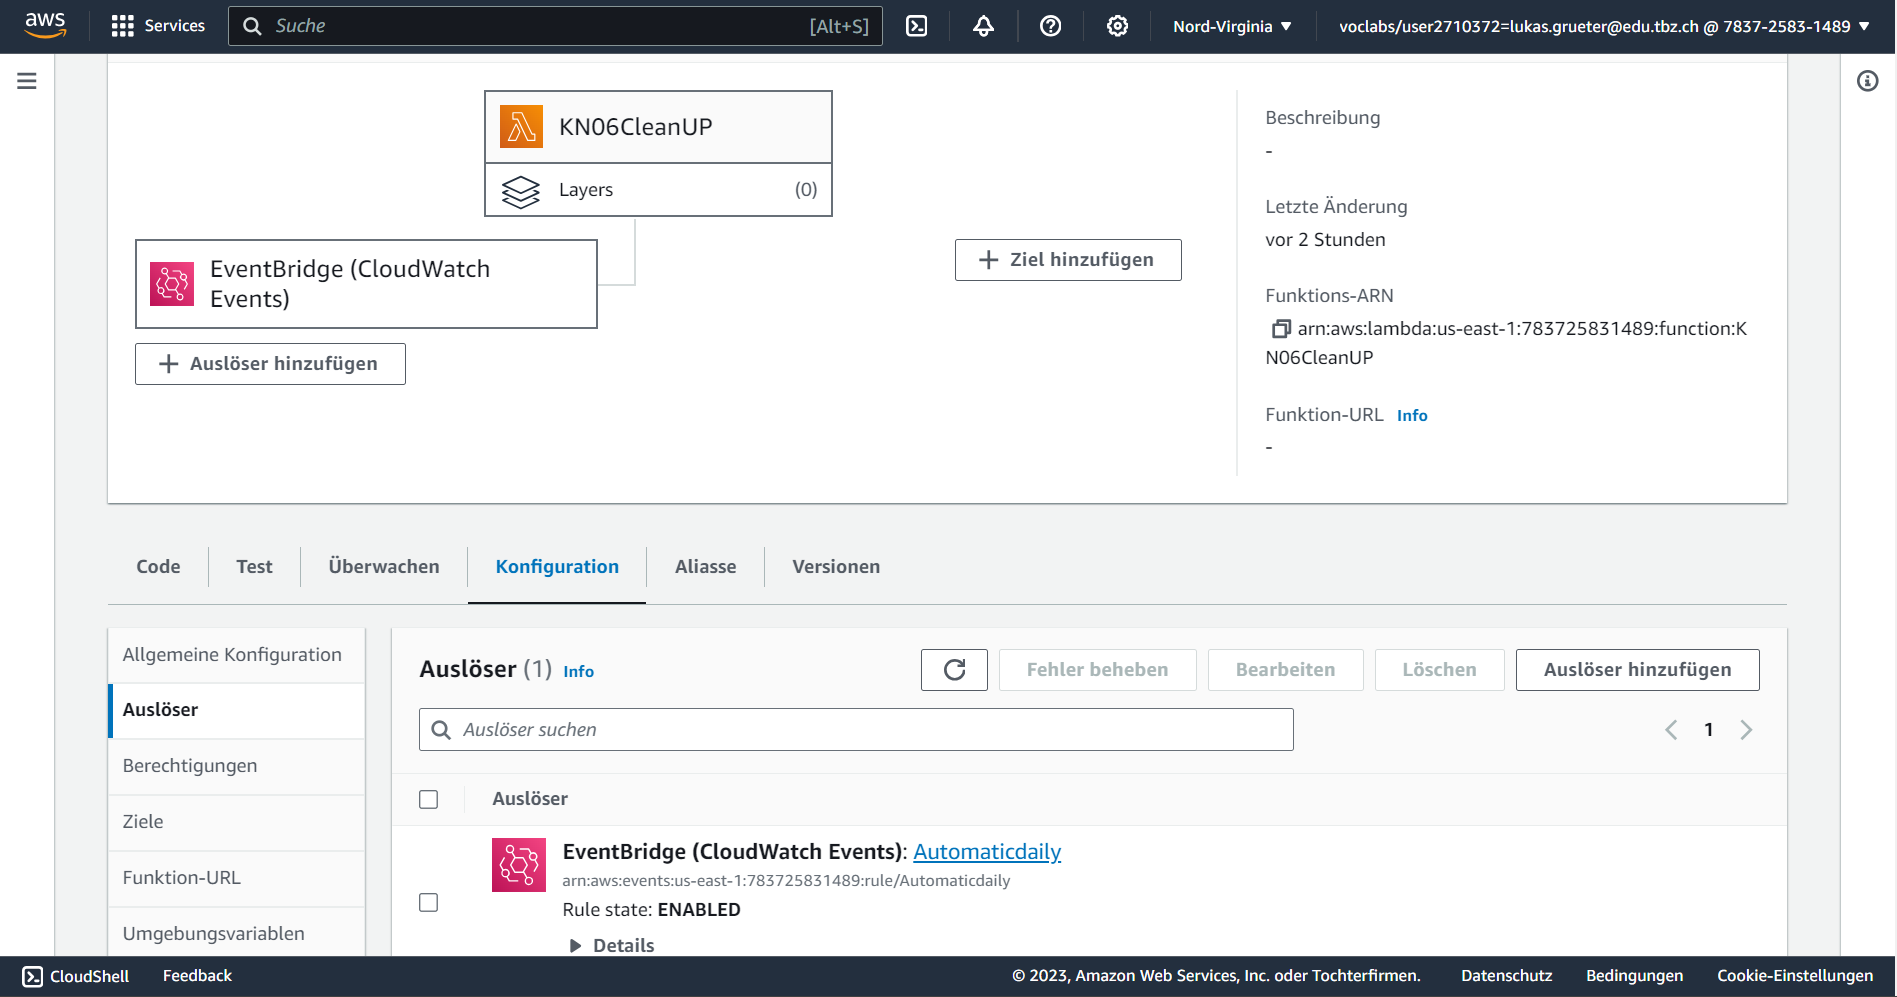 aws
Services
Suche [Alt+S]
Nord-Virginia
voclabs/user2710372=lukas.grueter@edu.tbz.ch @ 7837-2583-1489
KN06CleanUP
Layers (0)
EventBridge (CloudWatch
Events)
+ Auslöser hinzufügen
+ Ziel hinzufügen
Beschreibung
-
Letzte Änderung
vor 2 Stunden
Funktions-ARN
arn:aws:lambda:us-east-1:783725831489:function:K
N06CleanUP
Funktion-URL Info
-
Code
Test
Überwachen
Konfiguration
Aliasse
Versionen
Allgemeine Konfiguration
Auslöser
Berechtigungen
Ziele
Funktion-URL
Umgebungsvariablen
Auslöser (1) Info
Fehler beheben
Bearbeiten
Löschen
Auslöser hinzufügen
Auslöser suchen
1
Auslöser
EventBridge (CloudWatch Events): Automaticdaily
arn:aws:events:us-east-1:783725831489:rule/Automaticdaily
Rule state: ENABLED
Details
CloudShell
Feedback
© 2023, Amazon Web Services, Inc. oder Tochterfirmen.
Datenschutz
Bedingungen
Cookie-Einstellungen